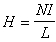 H = NI/L